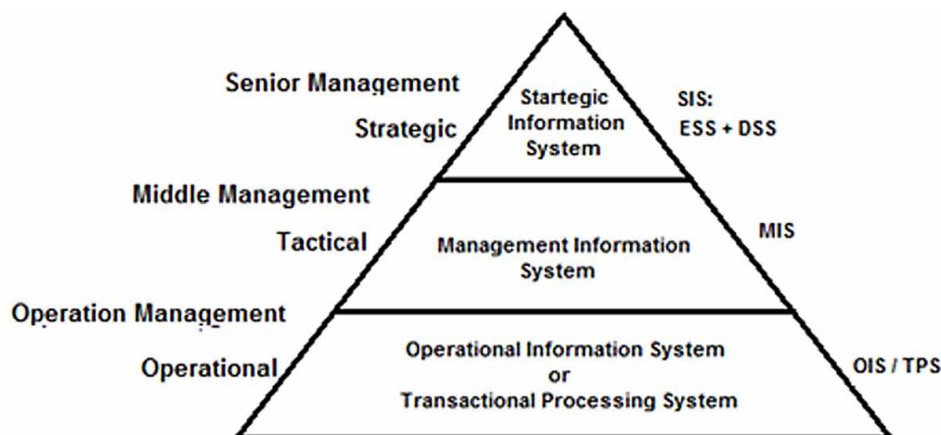 Senior Management
Strategic
Startegic
Information
System
SIS:
ESS + DSS
Middle Management
Tactical
Management Information
System
MIS
Operation Management
Operational
Operational Information System
or
Transactional Processing System
OIS / TPS